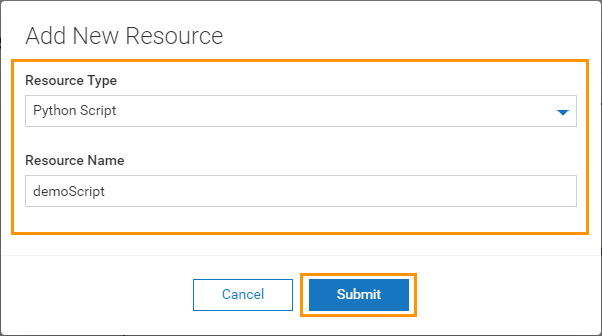 Add New Resource
Resource Type
Python Script
Resource Name
demoScript
Cancel
Submit